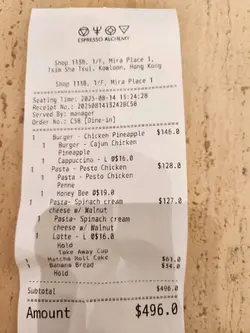 ESPRESSO ALCHEMY
Shop 111B, 1/F, Mira Place 1,
Tsim Sha Tsui, Kowloon, Hong Kong
Shop 111B, 1/F, Mira Place 1
Seating Time: 2025-08-14 15:24:28
Receipt No.: 20250814132428C58
Served By: manager
Order No.: C58 [Dine-in]
1 Burger - Chicken Pineapple $146.0
1 Burger - Cajun Chicken
Pineapple
1 Cappuccino - L @$16.0
1 Pasta - Pesto Chicken $128.0
1 Pasta - Pesto Chicken
Penne
1 Honey Bee @$19.0
1 Pasta- Spinach cream $127.0
cheese w/ Walnut
1 Pasta- Spinach cream
cheese w/ Walnut
1 Latte - L @$16.0
Hold
Take Away Cup
1 Matcha Roll Cake $61.0
1 Banana Bread $34.0
Hold
Subtotal $496.0
Amount $496.0